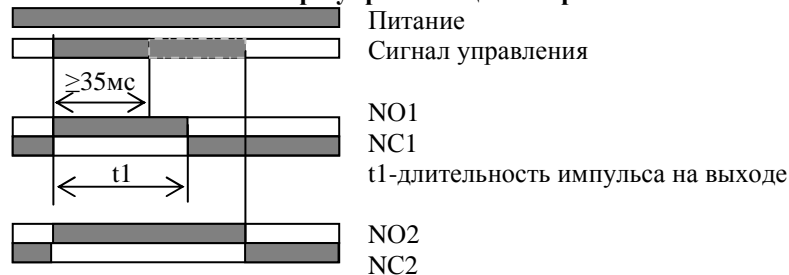 Питание
Сигнал управления
≥35мс
NO1
NC1
t1
t1-длительность импульса на выходе
NO2
NC2